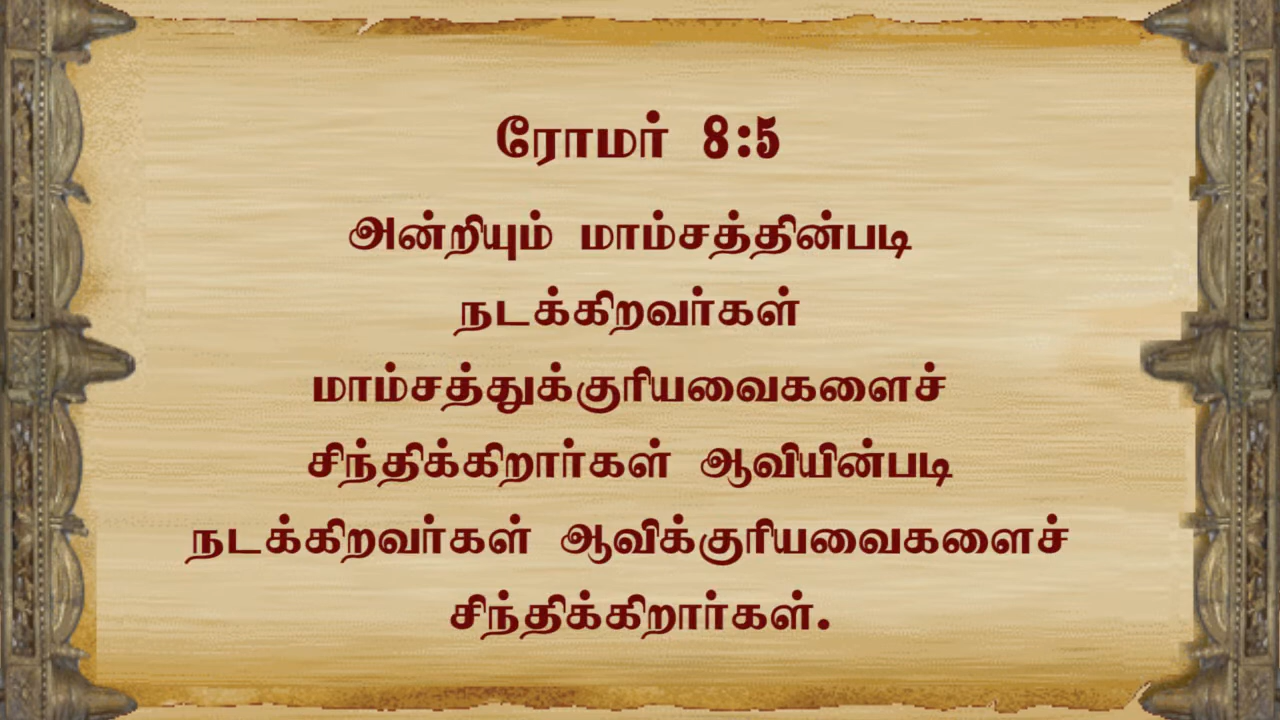 ரோமர் 8:5
அன்றியும் மாம்சத்தின்படி
நடக்கிறவர்கள்
மாம்சத்துக்குரியவைகளைச்
சிந்திக்கிறார்கள் ஆவியின்படி
நடக்கிறவர்கள் ஆவிக்குரியவைகளைச்
சிந்திக்கிறார்கள்.